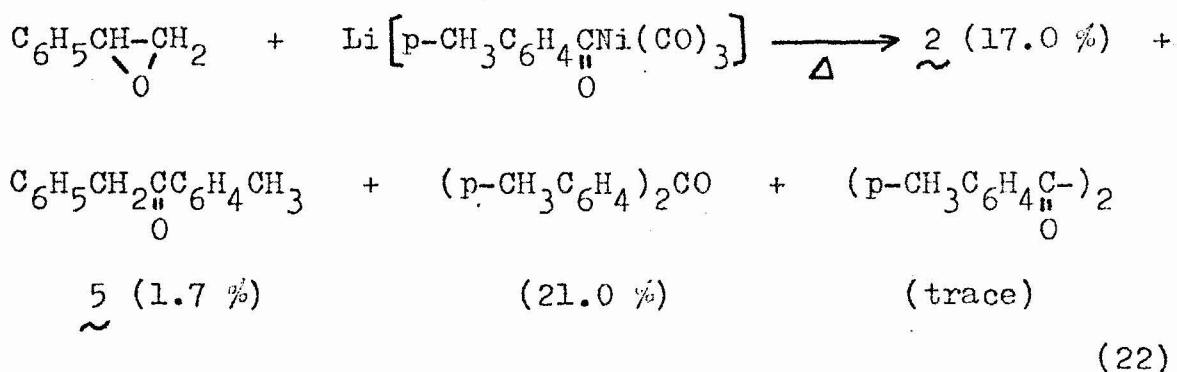 C6H5CH-CH2 + Li[p-CH3C6H4CNi(CO)3] Δ 2 (17.0 %) +
O O
C6H5CH2CC6H4CH3 + (p-CH3C6H4)2CO + (p-CH3C6H4C-)2
O O
5 (1.7 %) (21.0 %) (trace)
(22)